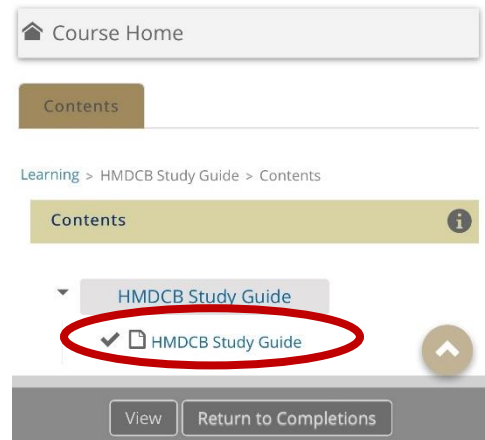 Course Home
Contents
Learning > HMDCB Study Guide > Contents
Contents
HMDCB Study Guide
HMDCB Study Guide
View Return to Completions